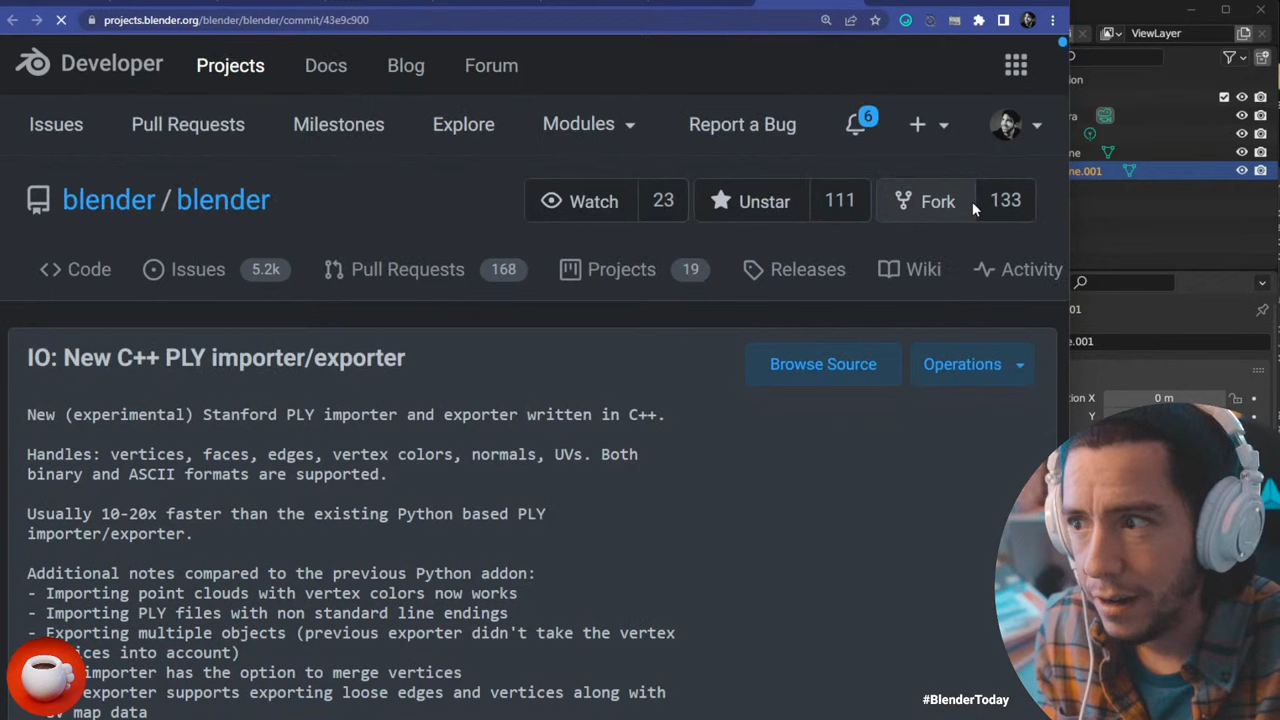 projects.blender.org/blender/blender/commit/43e9c900
ViewLayer
Developer Projects Docs Blog Forum
Issues Pull Requests Milestones Explore Modules Report a Bug 6
blender / blender Watch 23 Unstar 111 Fork 133
Code Issues 5.2k Pull Requests 168 Projects 19 Releases Wiki Activity
IO: New C++ PLY importer/exporter Browse Source Operations
New (experimental) Stanford PLY importer and exporter written in C++.
Handles: vertices, faces, edges, vertex colors, normals, UVs. Both
binary and ASCII formats are supported.
Usually 10-20x faster than the existing Python based PLY
importer/exporter.
Additional notes compared to the previous Python addon:
- Importing point clouds with vertex colors now works
- Importing PLY files with non standard line endings
- Exporting multiple objects (previous exporter didn't take the vertex
ices into account)
importer has the option to merge vertices
exporter supports exporting loose edges and vertices along with
map data
ne.001
.001
0 m
Y
#BlenderToday